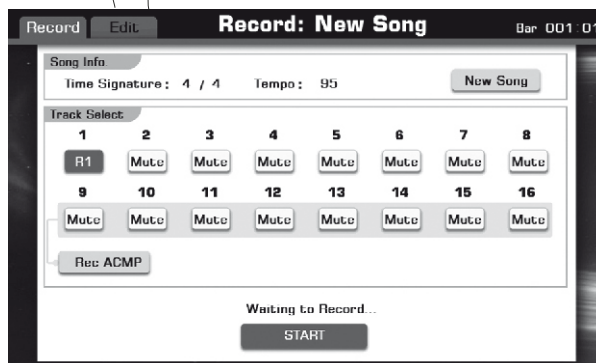 Record Edit Record: New Song Bar 001:01
Song Info
Time Signature: 4 / 4 Tempo: 95 New Song
Track Select
1 2 3 4 5 6 7 8
R1 Mute Mute Mute Mute Mute Mute Mute
9 10 11 12 13 14 15 16
Mute Mute Mute Mute Mute Mute Mute Mute
Rec ACMP
Waiting to Record...
START